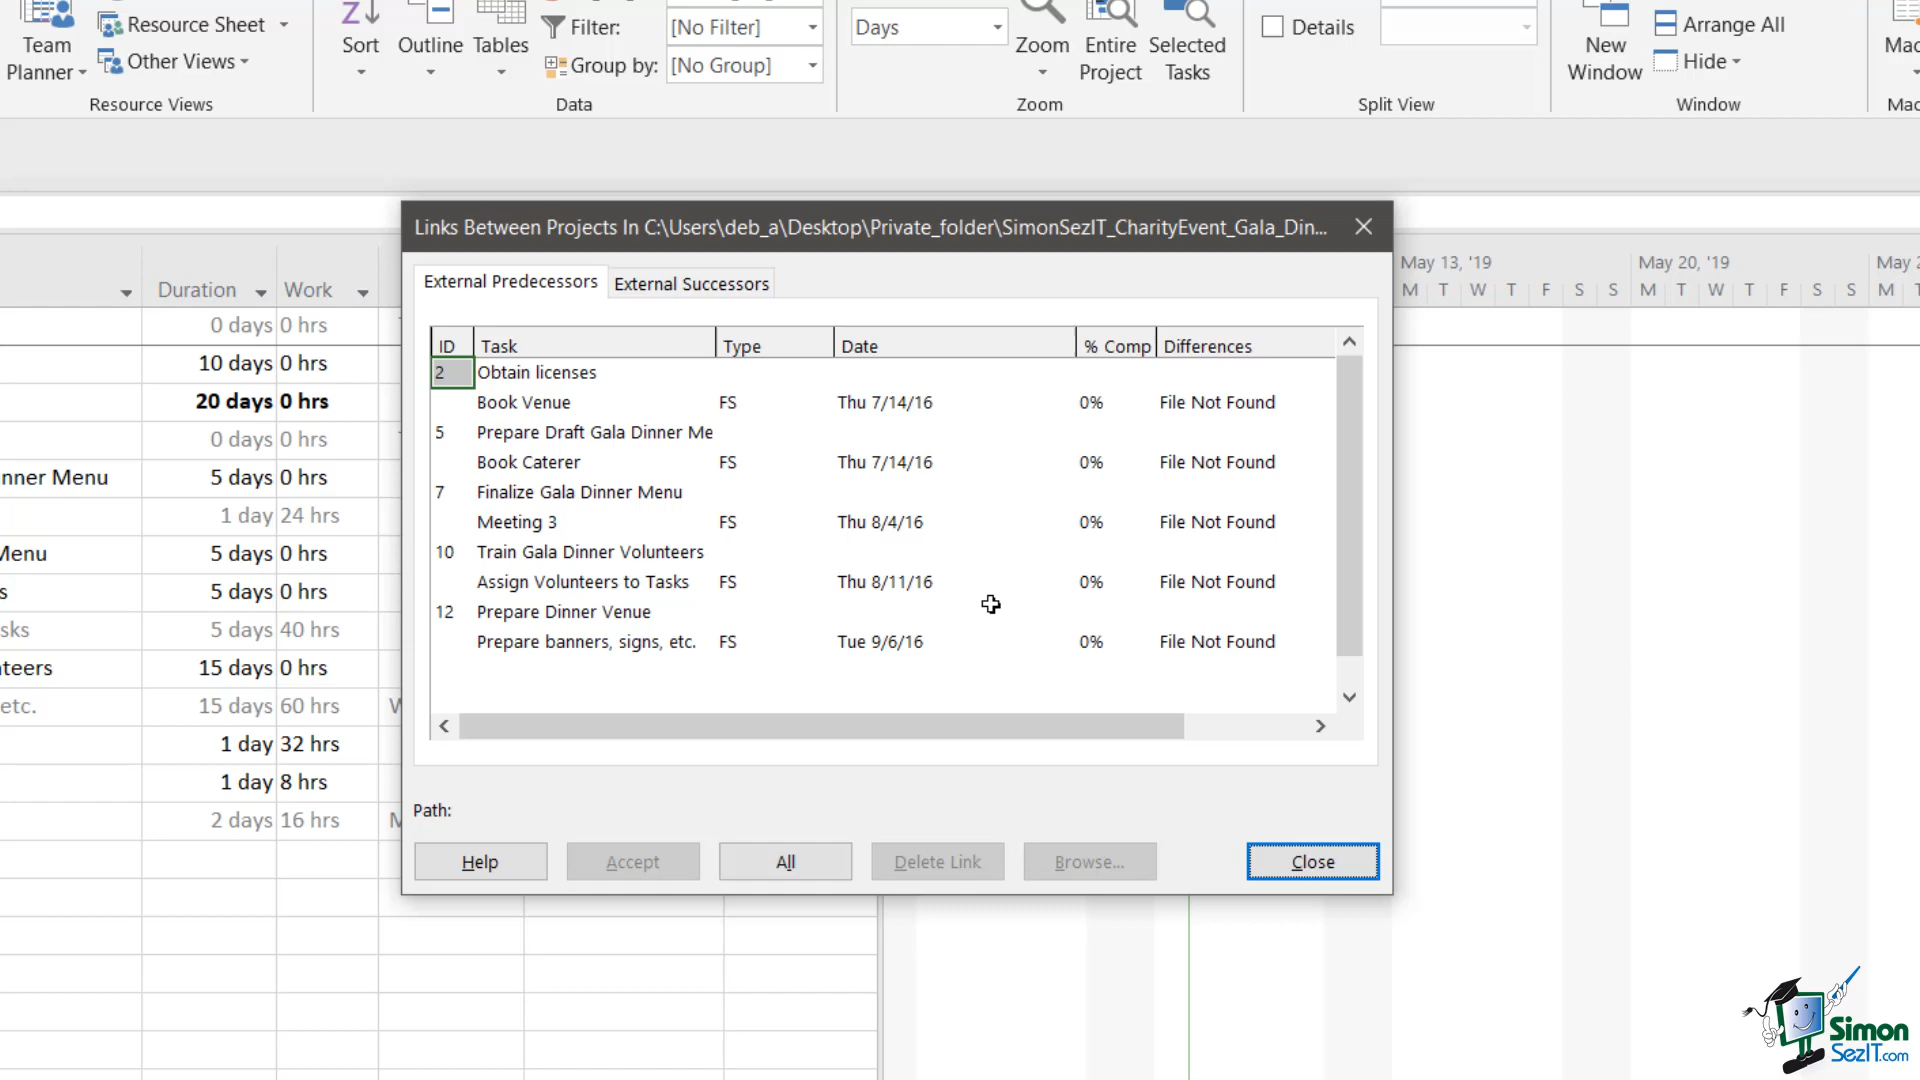 Team Planner
Resource Sheet
Other Views
Resource Views
Sort
Outline
Tables
Filter: [No Filter]
Group by: [No Group]
Data
Days
Zoom
Entire Project
Selected Tasks
Zoom
Details
Split View
New Window
Arrange All
Hide
Window
Links Between Projects In C:\Users\deb_a\Desktop\Private_folder\SimonSezIT_CharityEvent_Gala_Din...
External Predecessors External Successors
ID Task Type Date % Comp Differences
2 Obtain licenses
Book Venue FS Thu 7/14/16 0% File Not Found
5 Prepare Draft Gala Dinner Me
Book Caterer FS Thu 7/14/16 0% File Not Found
7 Finalize Gala Dinner Menu
Meeting 3 FS Thu 8/4/16 0% File Not Found
10 Train Gala Dinner Volunteers
Assign Volunteers to Tasks FS Thu 8/11/16 0% File Not Found
12 Prepare Dinner Venue
Prepare banners, signs, etc. FS Tue 9/6/16 0% File Not Found
Path:
Help Accept All Delete Link Browse... Close
Duration Work
0 days 0 hrs
10 days 0 hrs
20 days 0 hrs
0 days 0 hrs
nner Menu 5 days 0 hrs
1 day 24 hrs
Menu 5 days 0 hrs
s 5 days 0 hrs
sks 5 days 40 hrs
teers 15 days 0 hrs
etc. 15 days 60 hrs
1 day 32 hrs
1 day 8 hrs
2 days 16 hrs
May 13, '19 May 20, '19 May
M T W T F S S M T W T F S S M
Simon
SezIT.com